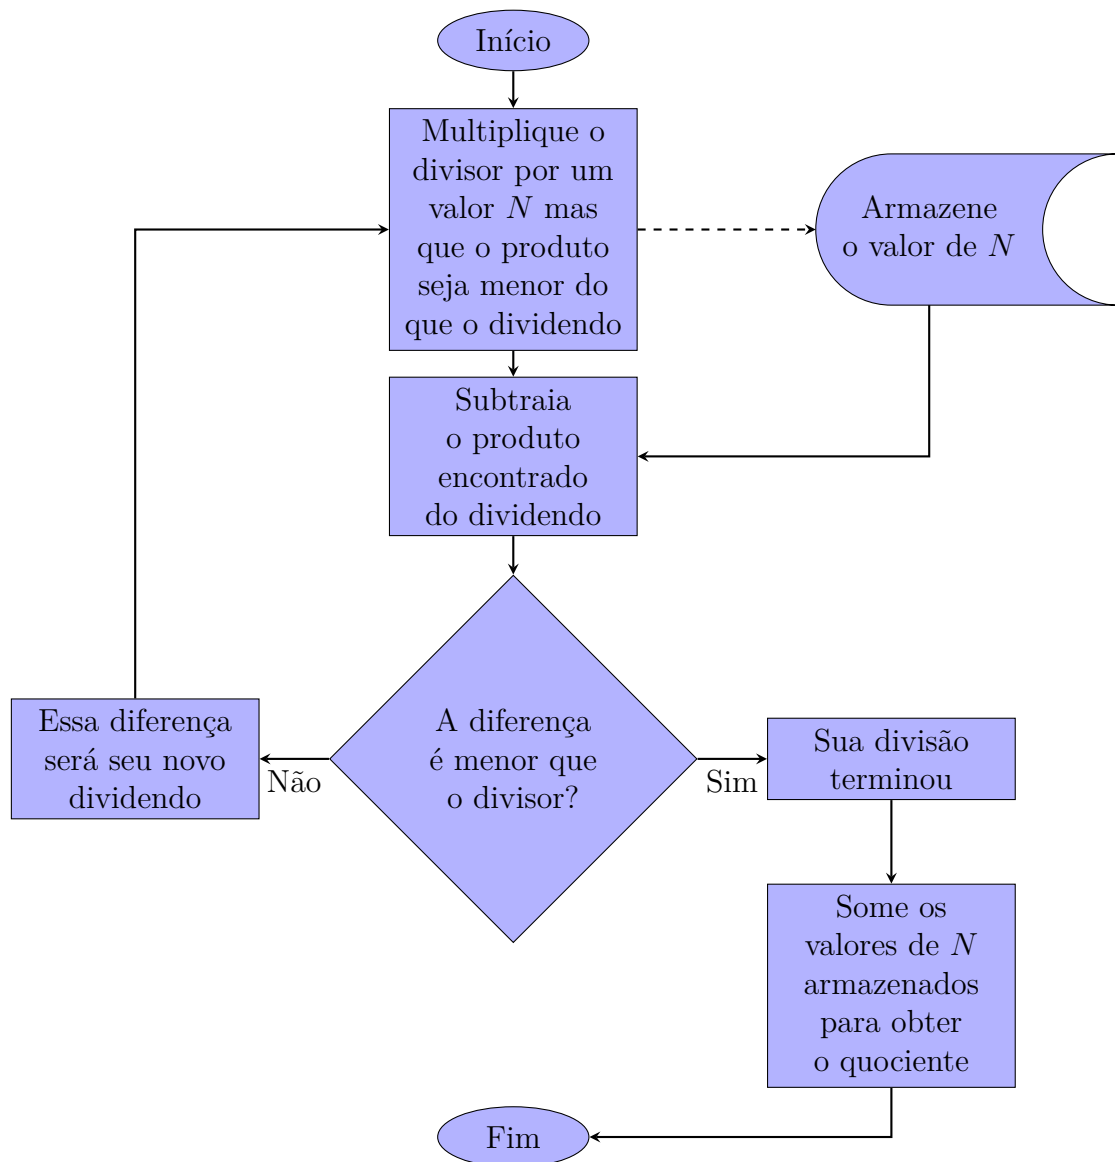 Início
Multiplique o
divisor por um
valor N mas
que o produto
seja menor do
que o dividendo
Armazene
o valor de N
Subtraia
o produto
encontrado
do dividendo
A diferença
é menor que
o divisor?
Não
Essa diferença
será seu novo
dividendo
Sim
Sua divisão
terminou
Some os
valores de N
armazenados
para obter
o quociente
Fim